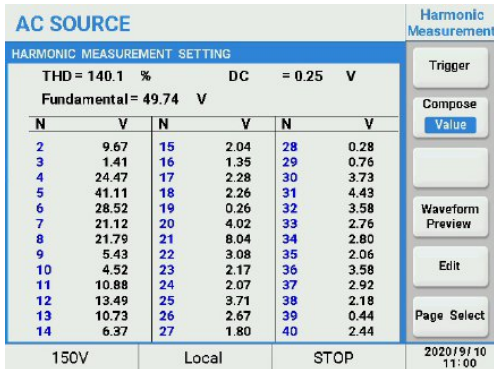 AC SOURCE
Harmonic
Measurement
HARMONIC MEASUREMENT SETTING
THD = 140.1 % DC = 0.25 V
Fundamental = 49.74 V
N V N V N V
2 9.67 15 2.04 28 0.28
3 1.41 16 1.35 29 0.76
4 24.47 17 2.28 30 3.73
5 41.11 18 2.26 31 4.43
6 28.52 19 0.26 32 3.58
7 21.12 20 4.02 33 2.76
8 21.79 21 8.04 34 2.80
9 5.43 22 3.08 35 2.06
10 4.52 23 2.17 36 3.58
11 10.88 24 2.07 37 2.92
12 13.49 25 3.71 38 2.18
13 10.73 26 2.67 39 0.44
14 6.37 27 1.80 40 2.44
Trigger
Compose
Value
Waveform
Preview
Edit
Page Select
150V Local STOP
2020/9/10
11:00